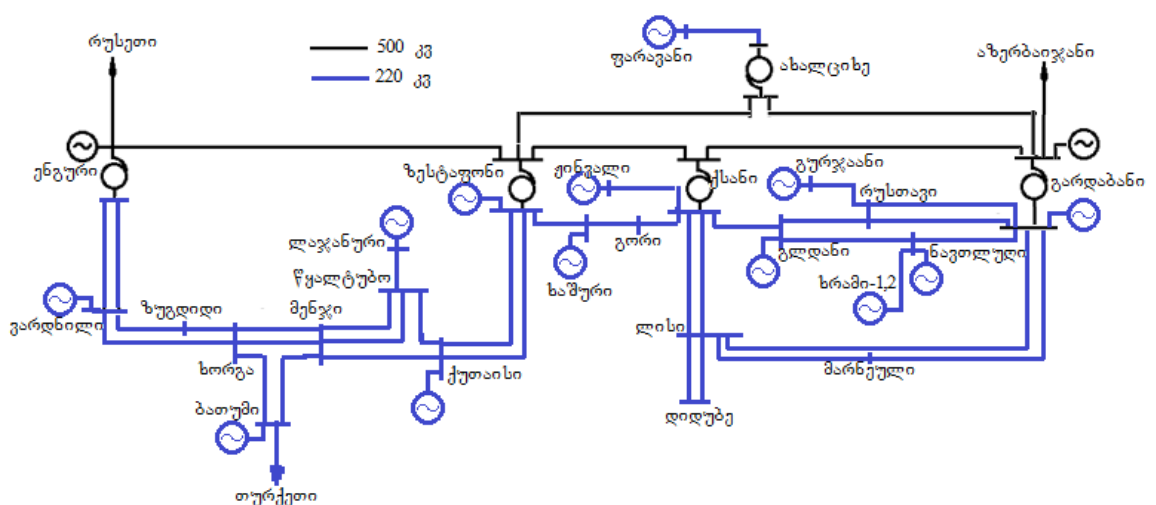 რუსეთი
500 კვ
220 კვ
ფარავანი
ახალციხე
აზერბაიჯანი
ენგური
ზესტაფონი
ჟინვალი
ქსანი
გურჯაანი
რუსთავი
გარდაბანი
ლაჯანური
წყალტუბო
გორი
ხაშური
გლდანი
ნავთლუღი
ხრამი-1,2
ვარდნილი
ზუგდიდი
მენჯი
ხორგა
ქუთაისი
ლისი
მარნეული
ბათუმი
დიდუბე
თურქეთი